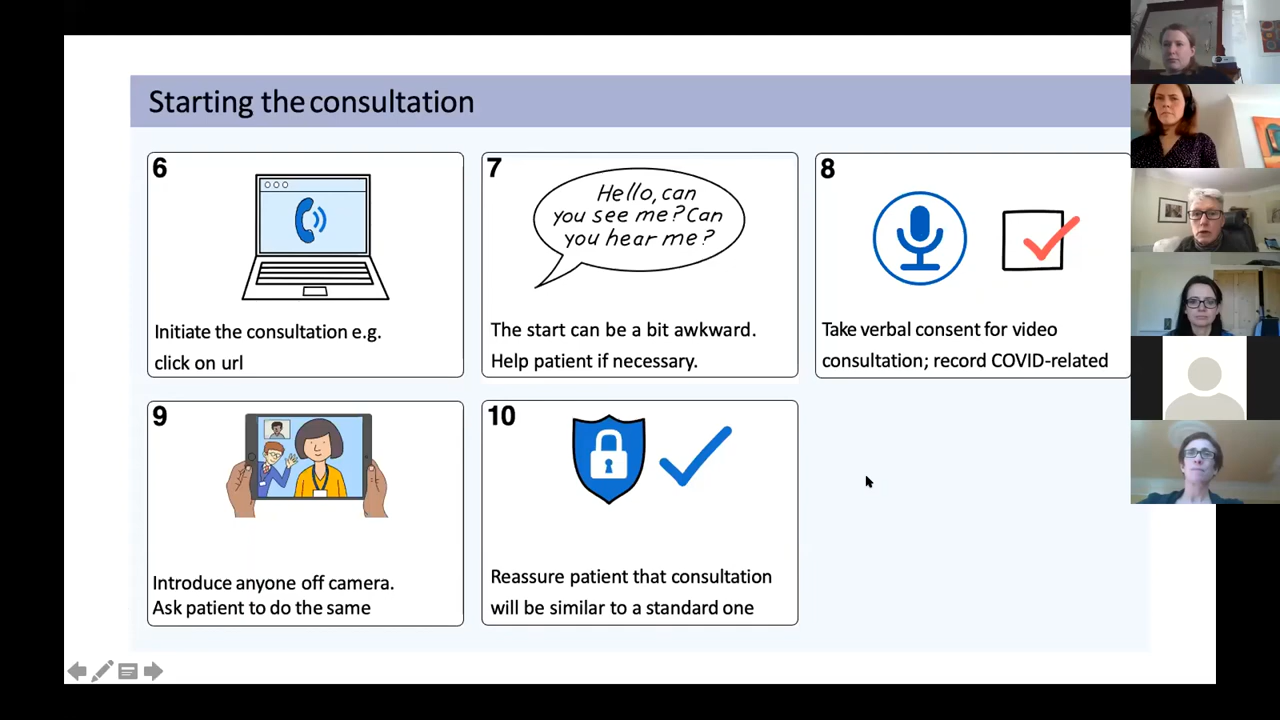 Starting the consultation
6
Initiate the consultation e.g.
click on url
7
Hello, can
you see me? Can
you hear me?
The start can be a bit awkward.
Help patient if necessary.
8
Take verbal consent for video
consultation; record COVID-related
9
Introduce anyone off camera.
Ask patient to do the same
10
Reassure patient that consultation
will be similar to a standard one